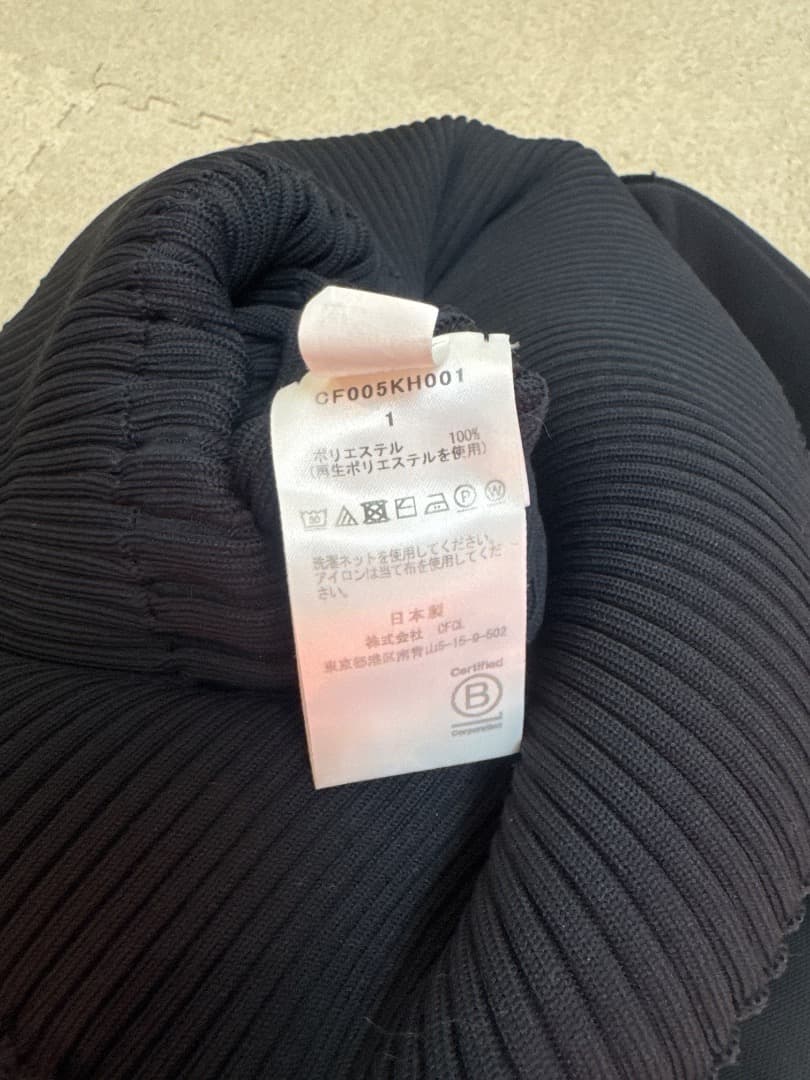 CF005KH001
1
ポリエステル 100%
(再生ポリエステルを使用)
30 P W
洗濯ネットを使用してください。
アイロンは当て布を使用してくだ
さい。
日本製
株式会社 CFCL
東京都港区南青山5-15-9-502
Certified
B
Corporation